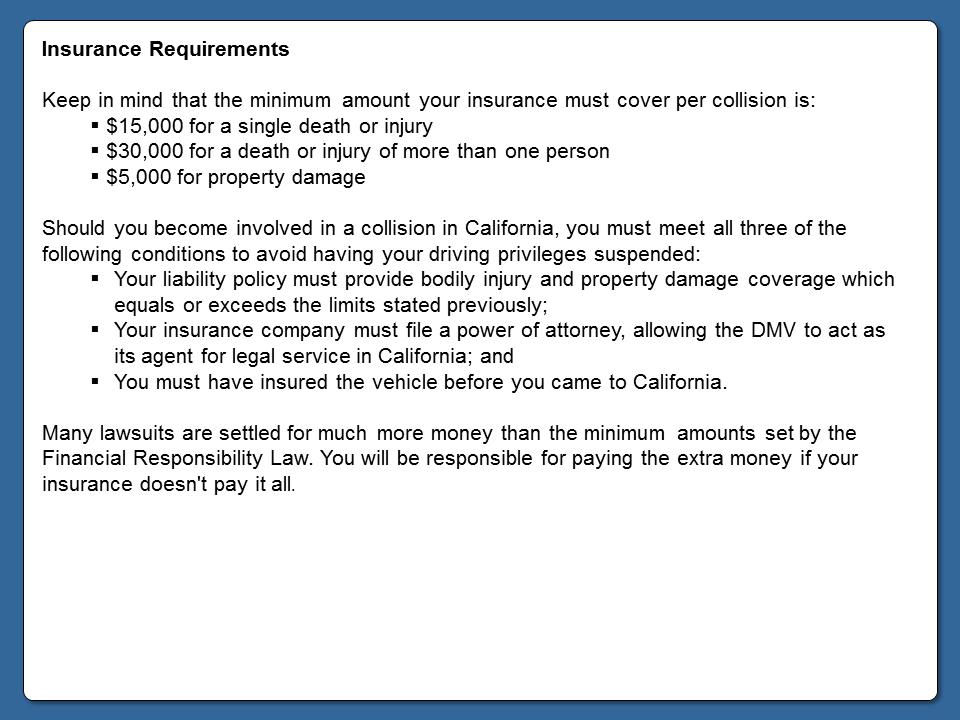 Insurance Requirements
Keep in mind that the minimum amount your insurance must cover per collision is:
▪ $15,000 for a single death or injury
▪ $30,000 for a death or injury of more than one person
▪ $5,000 for property damage
Should you become involved in a collision in California, you must meet all three of the
following conditions to avoid having your driving privileges suspended:
▪ Your liability policy must provide bodily injury and property damage coverage which
equals or exceeds the limits stated previously;
▪ Your insurance company must file a power of attorney, allowing the DMV to act as
its agent for legal service in California; and
▪ You must have insured the vehicle before you came to California.
Many lawsuits are settled for much more money than the minimum amounts set by the
Financial Responsibility Law. You will be responsible for paying the extra money if your
insurance doesn't pay it all.